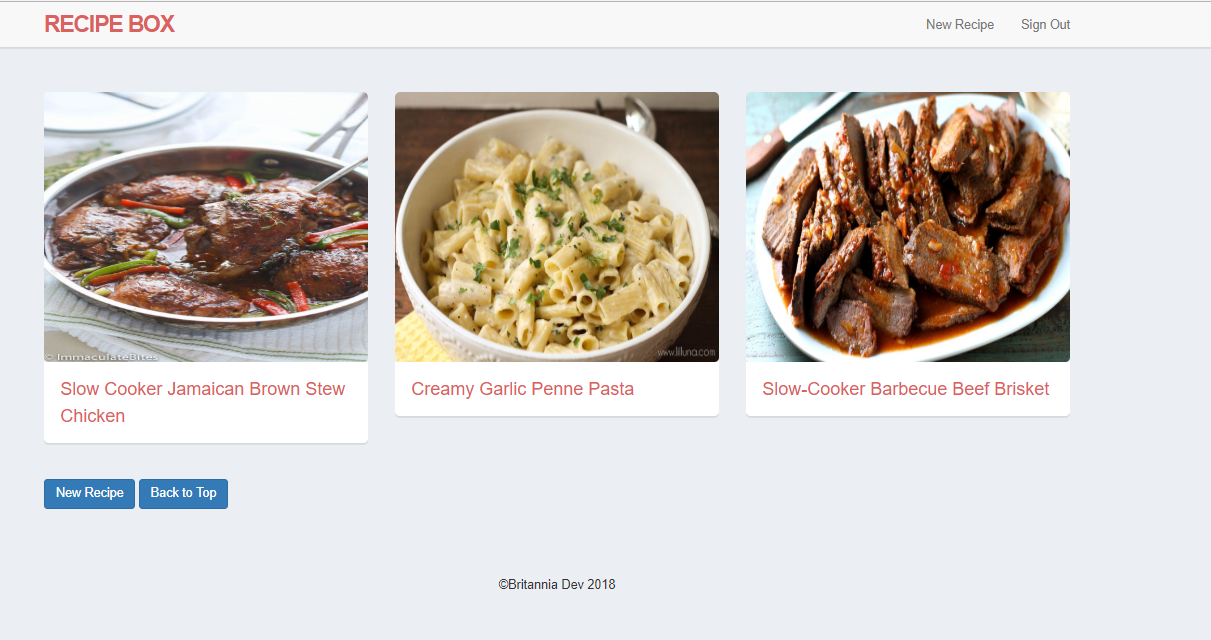 RECIPE BOX
New Recipe
Sign Out
© ImmaculateBites
www.liluna.com
Slow Cooker Jamaican Brown Stew
Chicken
Creamy Garlic Penne Pasta
Slow-Cooker Barbecue Beef Brisket
New Recipe
Back to Top
©Britannia Dev 2018